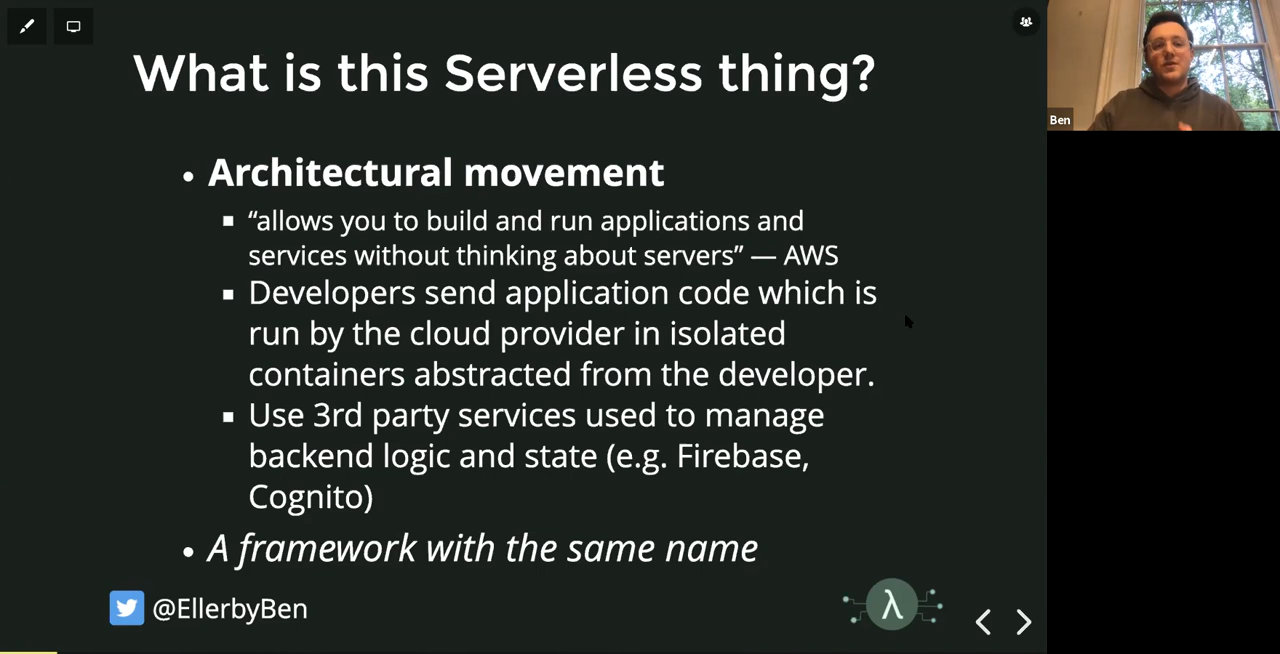 What is this Serverless thing?
Ben
• Architectural movement
▪ “allows you to build and run applications and
services without thinking about servers” — AWS
▪ Developers send application code which is
run by the cloud provider in isolated
containers abstracted from the developer.
▪ Use 3rd party services used to manage
backend logic and state (e.g. Firebase,
Cognito)
• A framework with the same name
@EllerbyBen
λ